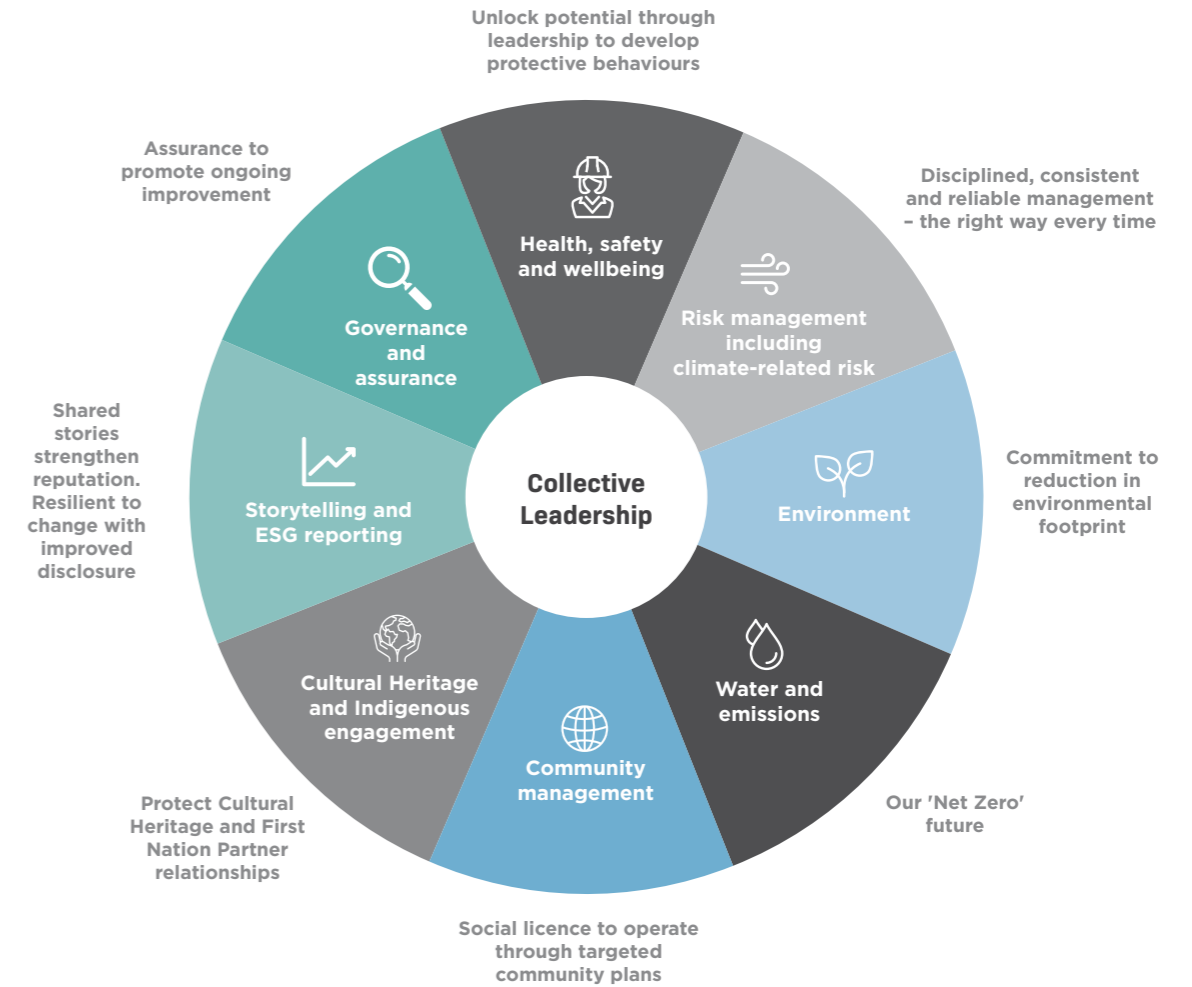 Unlock potential through
leadership to develop
protective behaviours
Health, safety
and wellbeing
Disciplined, consistent
and reliable management
– the right way every time
Risk management
including
climate-related risk
Commitment to
reduction in
environmental
footprint
Environment
Our 'Net Zero'
future
Water and
emissions
Social licence to operate
through targeted
community plans
Community
management
Protect Cultural
Heritage and First
Nation Partner
relationships
Cultural Heritage
and Indigenous
engagement
Shared
stories
strengthen
reputation.
Resilient to
change with
improved
disclosure
Storytelling and
ESG reporting
Assurance to
promote ongoing
improvement
Governance
and
assurance
Collective
Leadership